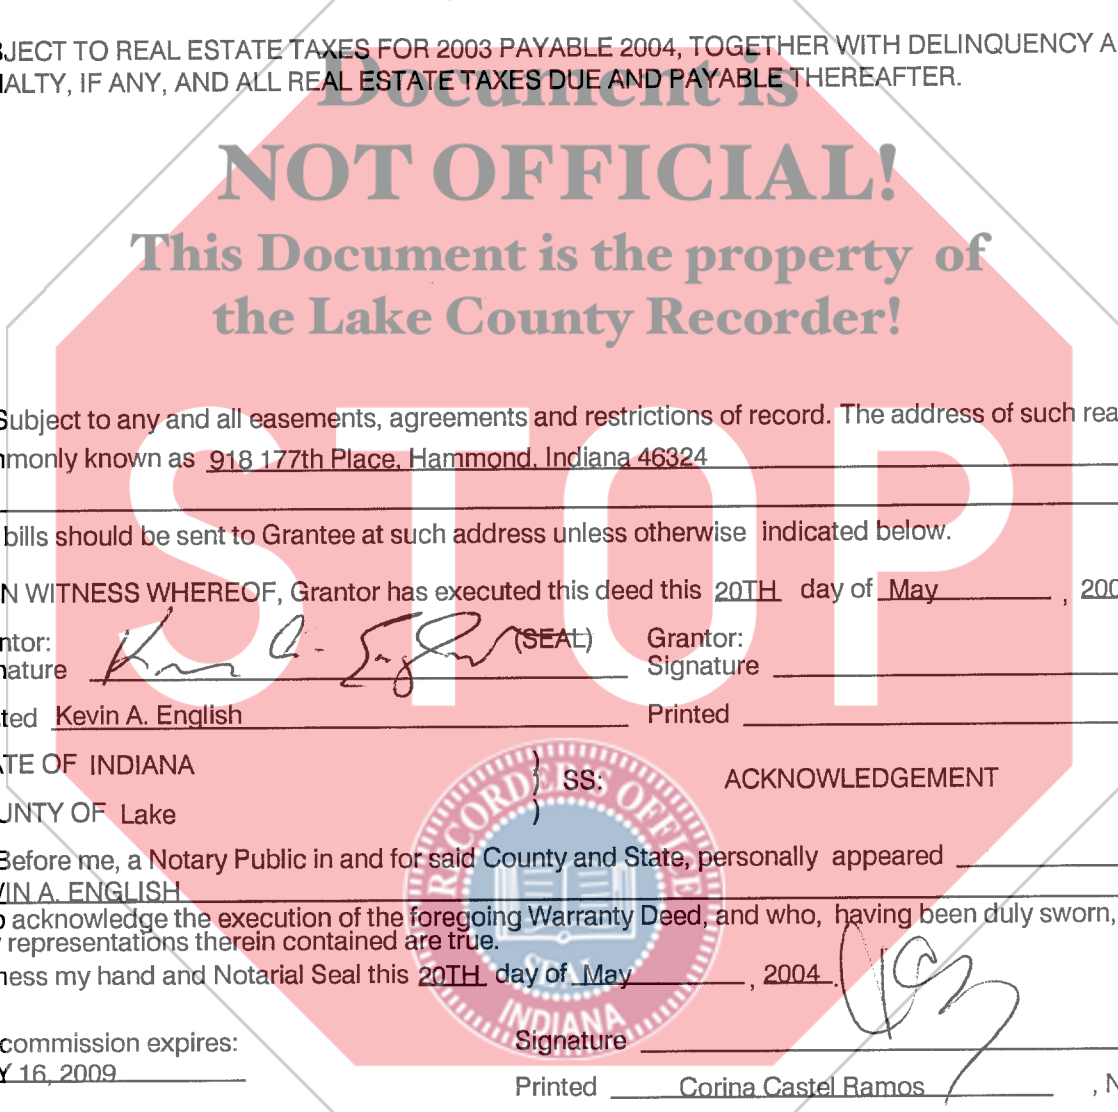 BJECT TO REAL ESTATE TAXES FOR 2003 PAYABLE 2004, TOGETHER WITH DELINQUENCY A
ALTY, IF ANY, AND ALL REAL ESTATE TAXES DUE AND PAYABLE THEREAFTER.
Document is
NOT OFFICIAL!
This Document is the property of
the Lake County Recorder!
STOP
Subject to any and all easements, agreements and restrictions of record. The address of such rea
mmonly known as 918 177th Place, Hammond, Indiana 46324
bills should be sent to Grantee at such address unless otherwise indicated below.
N WITNESS WHEREOF, Grantor has executed this deed this 20TH day of May , 200
ntor: (SEAL) Grantor:
nature Kevin A. English Signature
ted Kevin A. English Printed
TE OF INDIANA ) SS: ACKNOWLEDGEMENT
UNTY OF Lake )
Before me, a Notary Public in and for said County and State, personally appeared
VIN A. ENGLISH
o acknowledge the execution of the foregoing Warranty Deed, and who, having been duly sworn,
representations therein contained are true.
ness my hand and Notarial Seal this 20TH day of May , 2004.
RECORDER'S OFFICE
SEAL
INDIANA
commission expires: Signature
Y 16, 2009
Printed Corina Castel Ramos , N